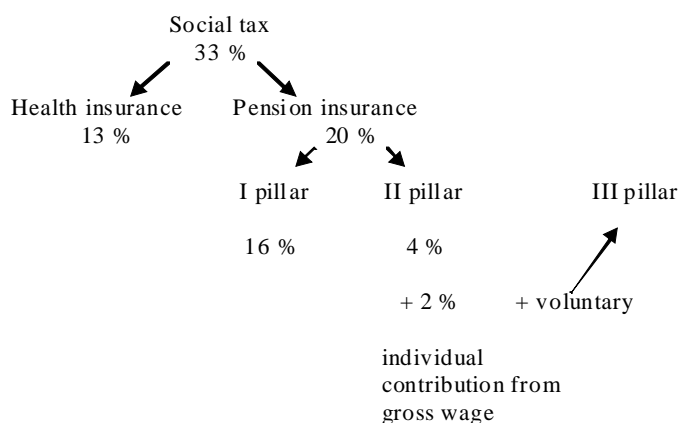 Social tax
33 %
Health insurance
13 %
Pension insurance
20 %
I pillar
II pillar
III pillar
16 %
4 %
+ 2 %
+ voluntary
individual
contribution from
gross wage